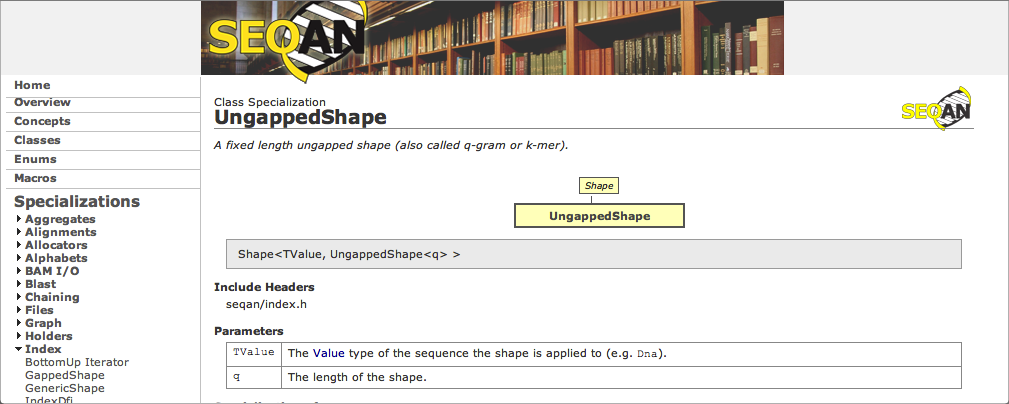 SEQAN
Home
Overview
Concepts
Classes
Enums
Macros
Specializations
Aggregates
Alignments
Allocators
Alphabets
BAM I/O
Blast
Chaining
Files
Graph
Holders
Index
BottomUp Iterator
GappedShape
GenericShape
IndexDfi
Class Specialization
UngappedShape
SEQAN
A fixed length ungapped shape (also called q-gram or k-mer).
Shape
UngappedShape
Shape<TValue, UngappedShape<q> >
Include Headers
seqan/index.h
Parameters
TValue The Value type of the sequence the shape is applied to (e.g. Dna).
q The length of the shape.